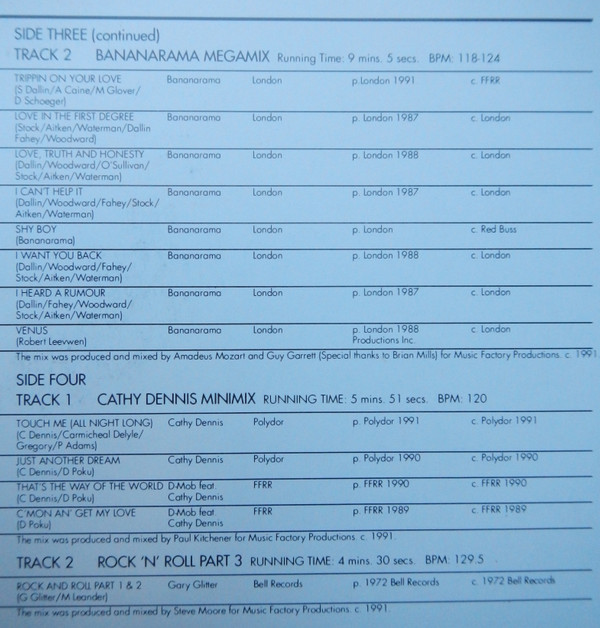 SIDE THREE (continued)
TRACK 2 BANANARAMA MEGAMIX Running Time: 9 mins. 5 secs. BPM: 118-124
TRIPPIN ON YOUR LOVE Bananarama London p.London 1991 c. FFRR
(S Dallin/A Caine/M Glover/
D Schoeger)
LOVE IN THE FIRST DEGREE Bananarama London p. London 1987 c. London
(Stock/Aitken/Waterman/Dallin
Fahey/Woodward)
LOVE, TRUTH AND HONESTY Bananarama London p. London 1988 c. London
(Dallin/Woodward/O'Sullivan/
Stock/Aitken/Waterman)
I CAN'T HELP IT Bananarama London p. London 1987 c. London
(Dallin/Woodward/Fahey/Stock/
Aitken/Waterman)
SHY BOY Bananarama London p. London c. Red Buss
(Bananarama)
I WANT YOU BACK Bananarama London p. London 1988 c. London
(Dallin/Woodward/Fahey/
Stock/Aitken/Waterman)
I HEARD A RUMOUR Bananarama London p. London 1987 c. London
(Dallin/Fahey/Woodward/
Stock/Aitken/Waterman)
VENUS Bananarama London p. London 1988 c. London
(Robert Leevwen) Productions Inc.
The mix was produced and mixed by Amadeus Mozart and Guy Garrett (Special thanks to Brian Mills) for Music Factory Productions. c. 1991
SIDE FOUR
TRACK 1 CATHY DENNIS MINIMIX RUNNING TIME: 5 mins. 51 secs. BPM: 120
TOUCH ME (ALL NIGHT LONG) Cathy Dennis Polydor p. Polydor 1991 c. Polydor 1991
(C Dennis/Carmicheal Delyle/
Gregory/P Adams)
JUST ANOTHER DREAM Cathy Dennis Polydor p. Polydor 1990 c. Polydor 1990
(C Dennis/D Poku)
THAT'S THE WAY OF THE WORLD D-Mob feat. FFRR p. FFRR 1990 c. FFRR 1990
(C Dennis/D Poku) Cathy Dennis
C'MON AN' GET MY LOVE D-Mob feat. FFRR p. FFRR 1989 c. FFRR 1989
(D Poku) Cathy Dennis
The mix was produced and mixed by Paul Kitchener for Music Factory Productions. c. 1991.
TRACK 2 ROCK 'N' ROLL PART 3 RUNNING TIME: 4 mins. 30 secs. BPM: 129.5
ROCK AND ROLL PART 1 & 2 Gary Glitter Bell Records p. 1972 Bell Records c. 1972 Bell Records
(G Glitter/M Leander)
The mix was produced and mixed by Steve Moore for Music Factory Productions. c. 1991.